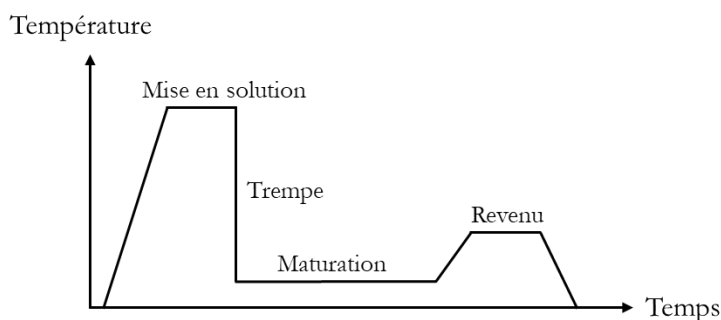 Température
Mise en solution
Trempe
Revenu
Maturation
Temps